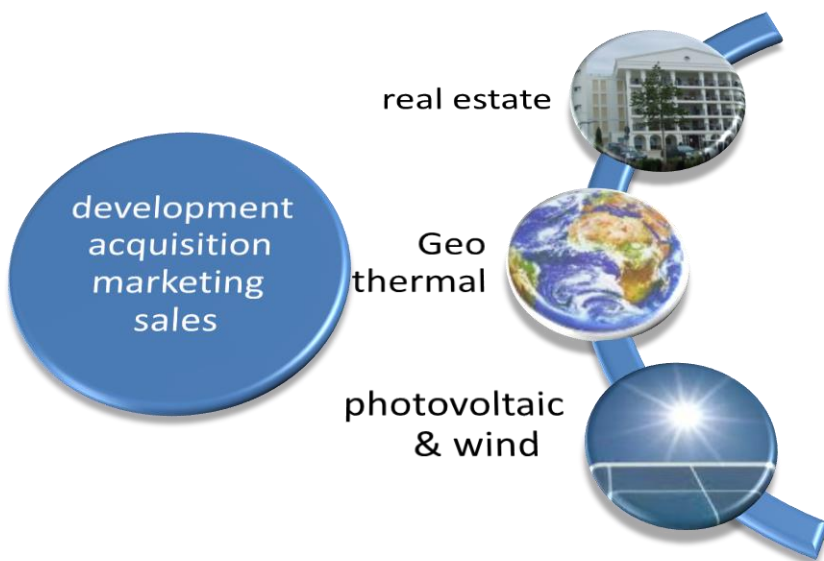 development
acquisition
marketing
sales
real estate
Geo
thermal
photovoltaic
& wind